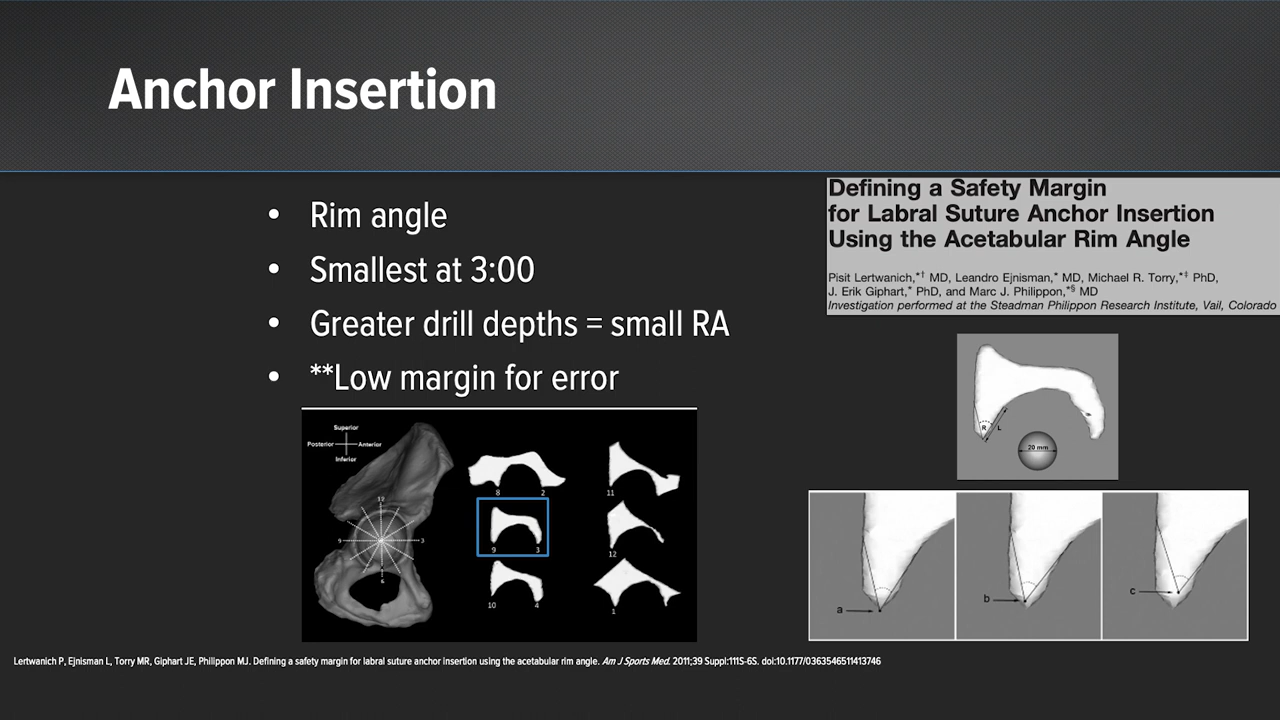 Anchor Insertion
• Rim angle
• Smallest at 3:00
• Greater drill depths = small RA
• **Low margin for error
Defining a Safety Margin
for Labral Suture Anchor Insertion
Using the Acetabular Rim Angle
Pisit Lertwanich,*† MD, Leandro Ejnisman,* MD, Michael R. Torry,*‡ PhD,
J. Erik Giphart,* PhD, and Marc J. Philippon,*§ MD
Investigation performed at the Steadman Philippon Research Institute, Vail, Colorado
R L
20 mm
Superior
Posterior Anterior
Inferior
12
9 3
6
8 2
11
9 3
12
10 4
1
a
b
c
Lertwanich P, Ejnisman L, Torry MR, Giphart JE, Philippon MJ. Defining a safety margin for labral suture anchor insertion using the acetabular rim angle. Am J Sports Med. 2011;39 Suppl:111S-6S. doi:10.1177/0363546511413746